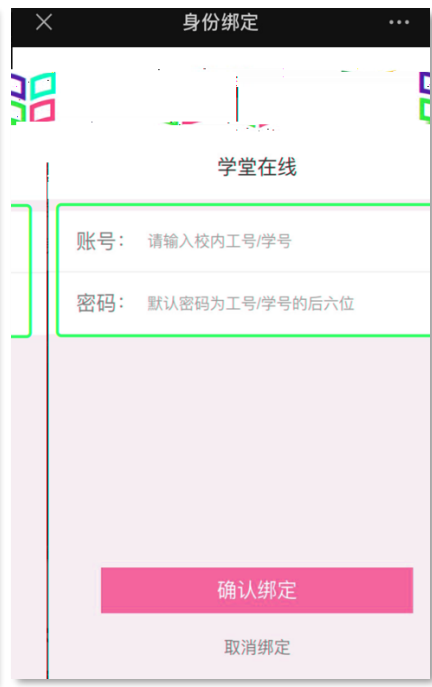 身份绑定
学堂在线
账号： 请输入校内工号/学号
密码： 默认密码为工号/学号的后六位
确认绑定
取消绑定